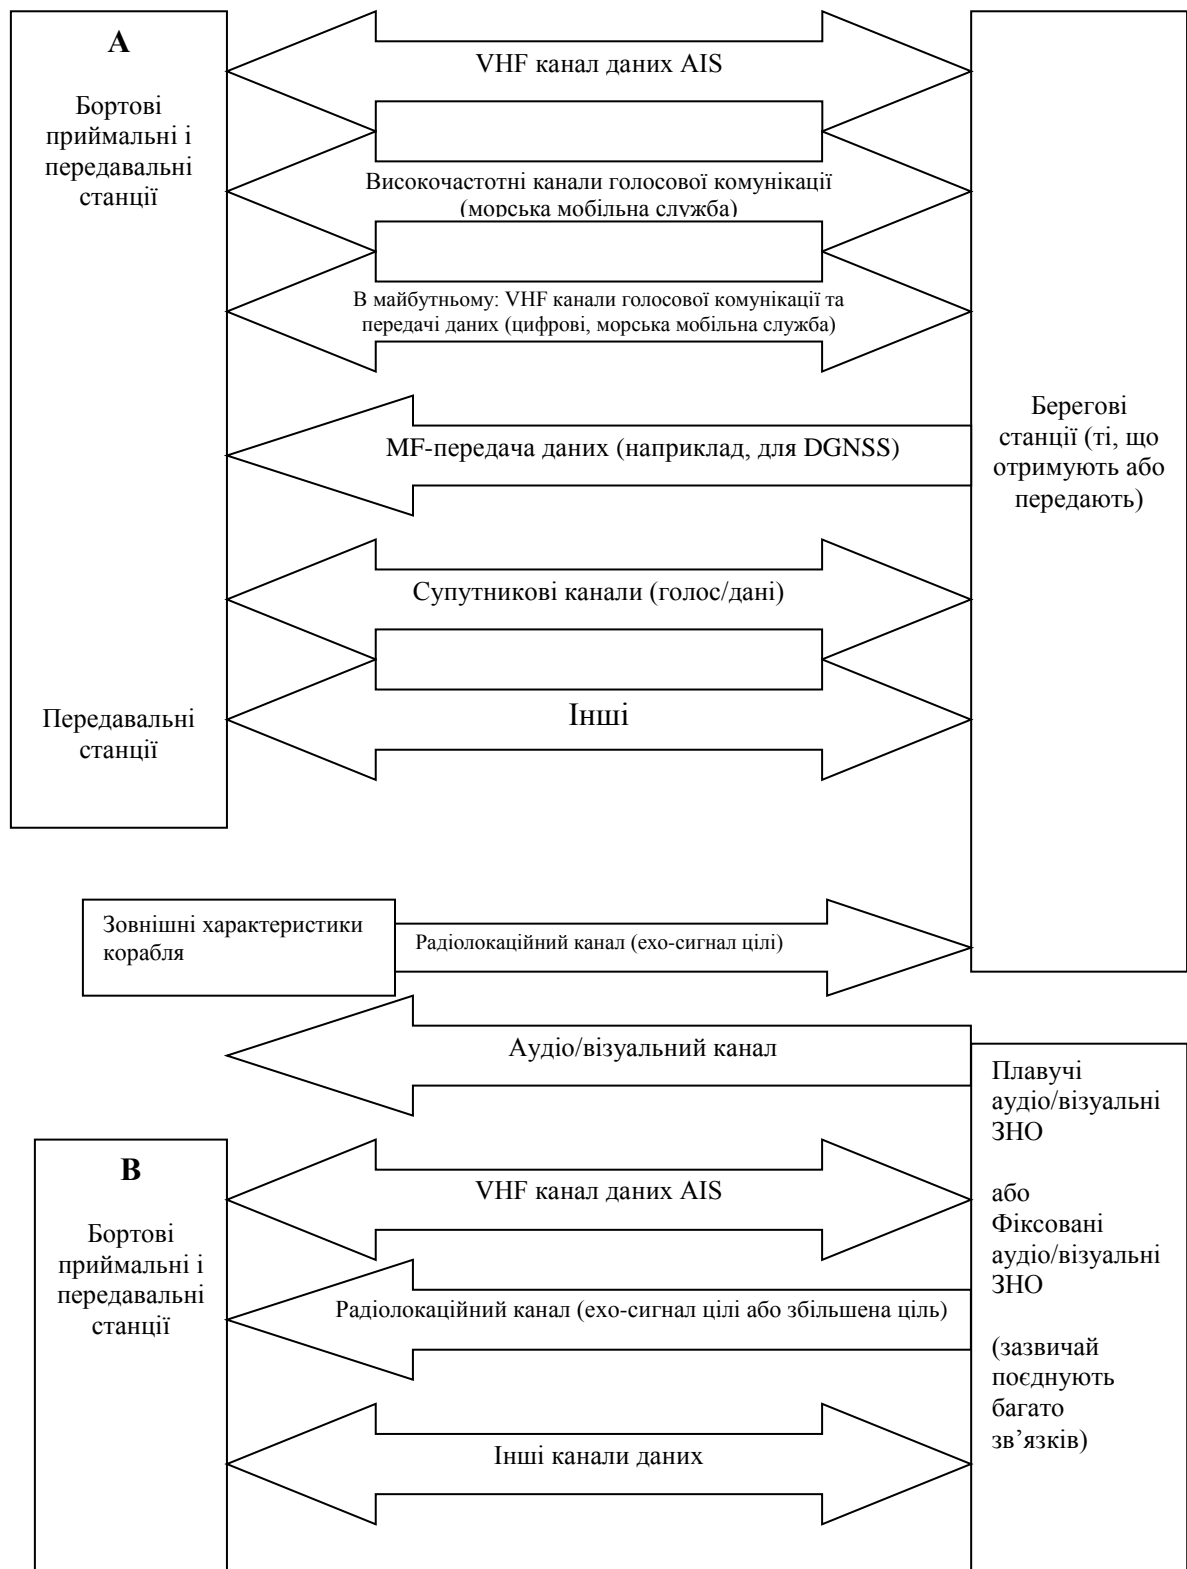 А
Бортові
приймальні і
передавальні
станції
VHF канал даних AIS
Високочастотні канали голосової комунікації
(морська мобільна служба)
В майбутньому: VHF канали голосової комунікації та
передачі даних (цифрові, морська мобільна служба)
MF-передача даних (наприклад, для DGNSS)
Берегові
станції (ті, що
отримують або
передають)
Супутникові канали (голос/дані)
Передавальні
станції
Інші
Зовнішні характеристики
корабля
Радіолокаційний канал (ехо-сигнал цілі)
Аудіо/візуальний канал
Плавучі
аудіо/візуальні
ЗНО
або
Фіксовані
аудіо/візуальні
ЗНО
(зазвичай
поєднують
багато
зв’язків)
В
Бортові
приймальні і
передавальні
станції
VHF канал даних AIS
Радіолокаційний канал (ехо-сигнал цілі або збільшена ціль)
Інші канали даних